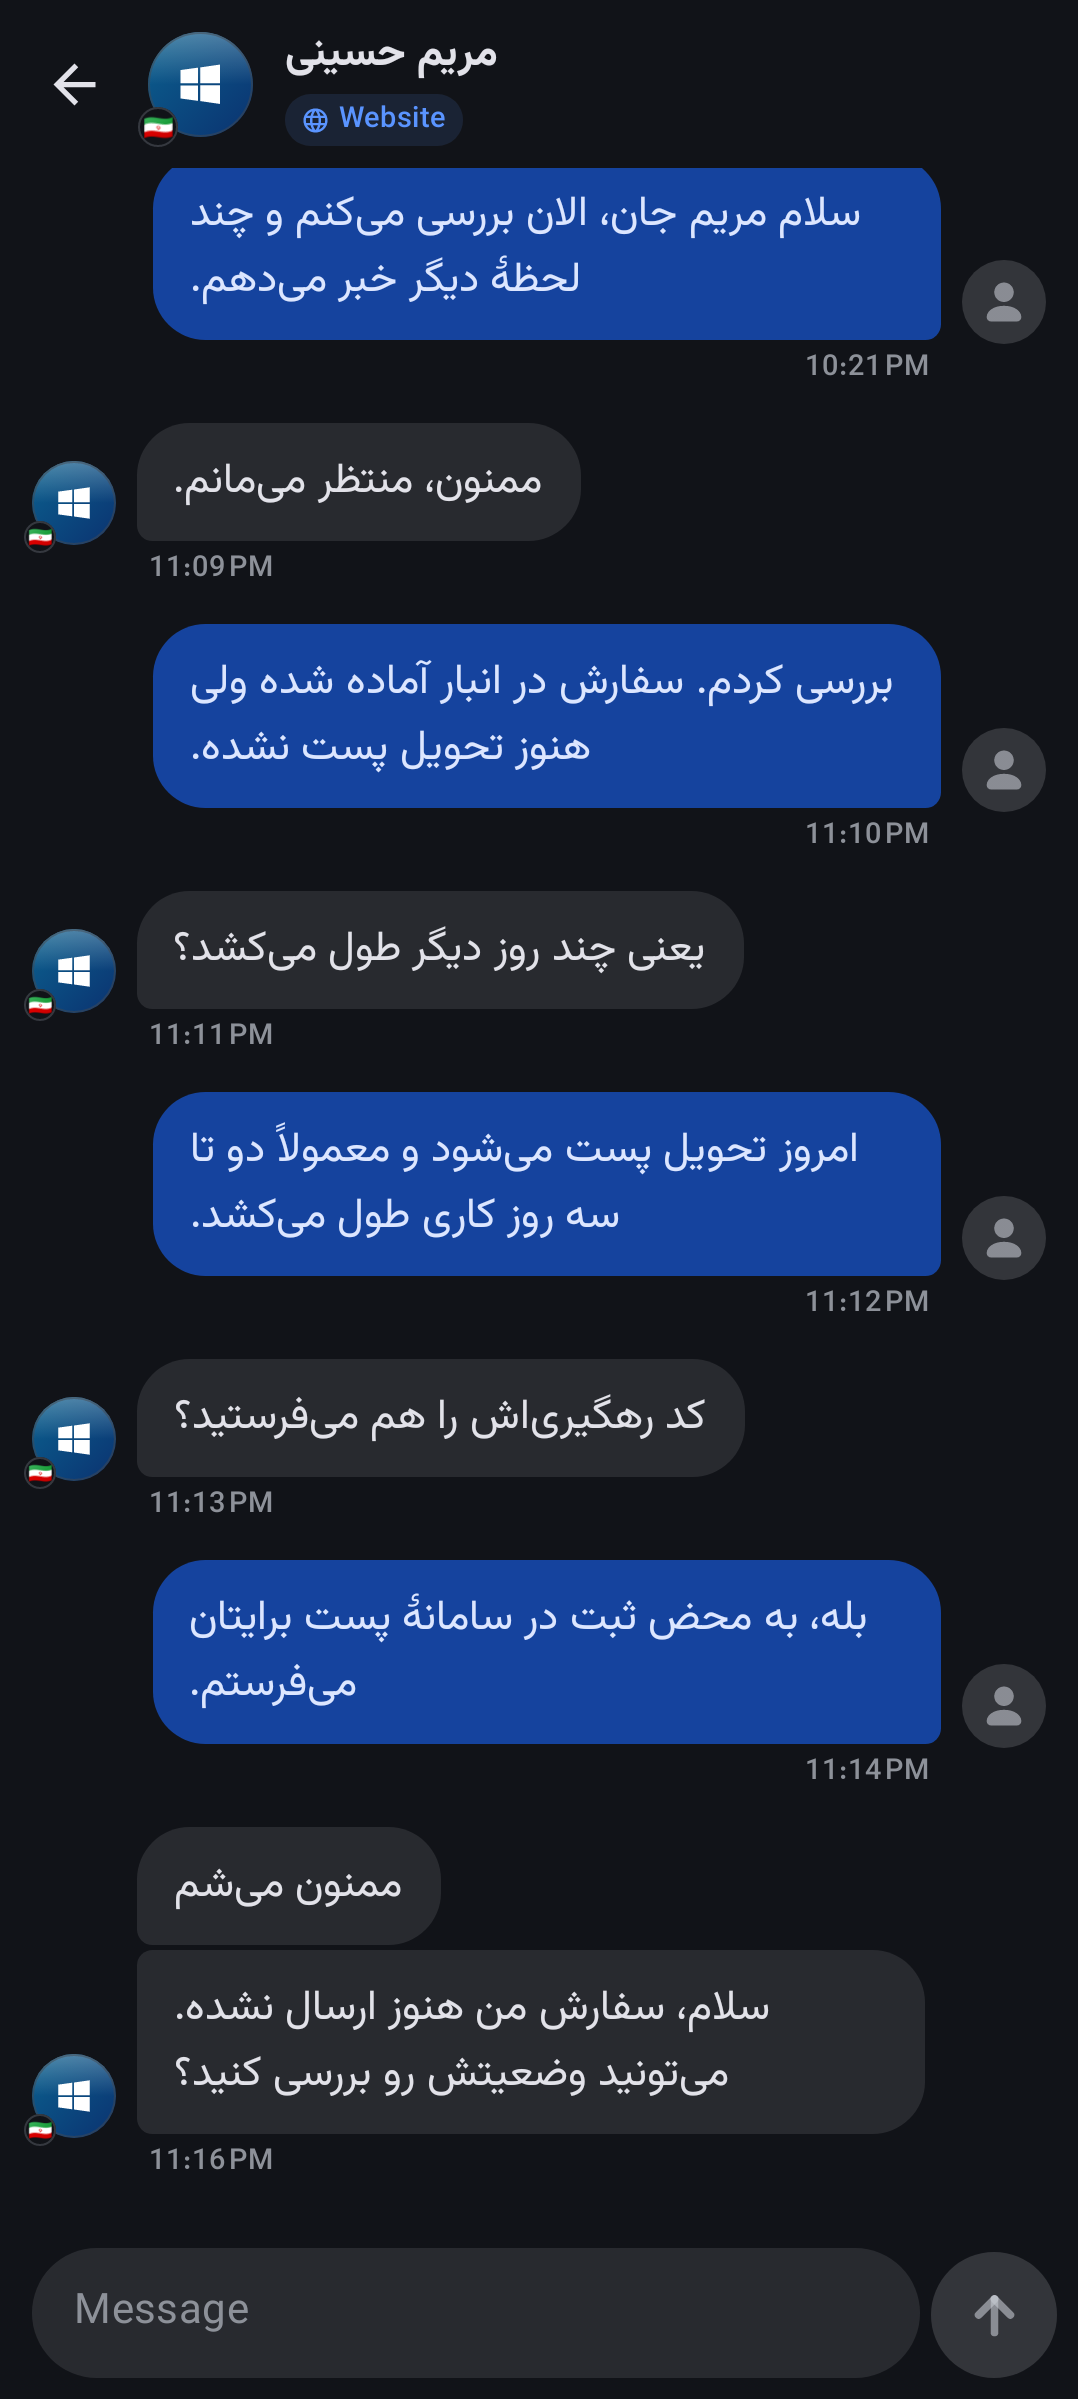 مریم حسینی
Website
سلام مریم جان، الان بررسی می‌کنم و چند
لحظهٔ دیگر خبر می‌دهم.
10:21 PM
ممنون، منتظر می‌مانم.
11:09 PM
بررسی کردم. سفارش در انبار آماده شده ولی
هنوز تحویل پست نشده.
11:10 PM
یعنی چند روز دیگر طول می‌کشد؟
11:11 PM
امروز تحویل پست می‌شود و معمولاً دو تا
سه روز کاری طول می‌کشد.
11:12 PM
کد رهگیری‌اش را هم می‌فرستید؟
11:13 PM
بله، به محض ثبت در سامانهٔ پست برایتان
می‌فرستم.
11:14 PM
ممنون می‌شم
سلام، سفارش من هنوز ارسال نشده.
می‌تونید وضعیتش رو بررسی کنید؟
11:16 PM
Message